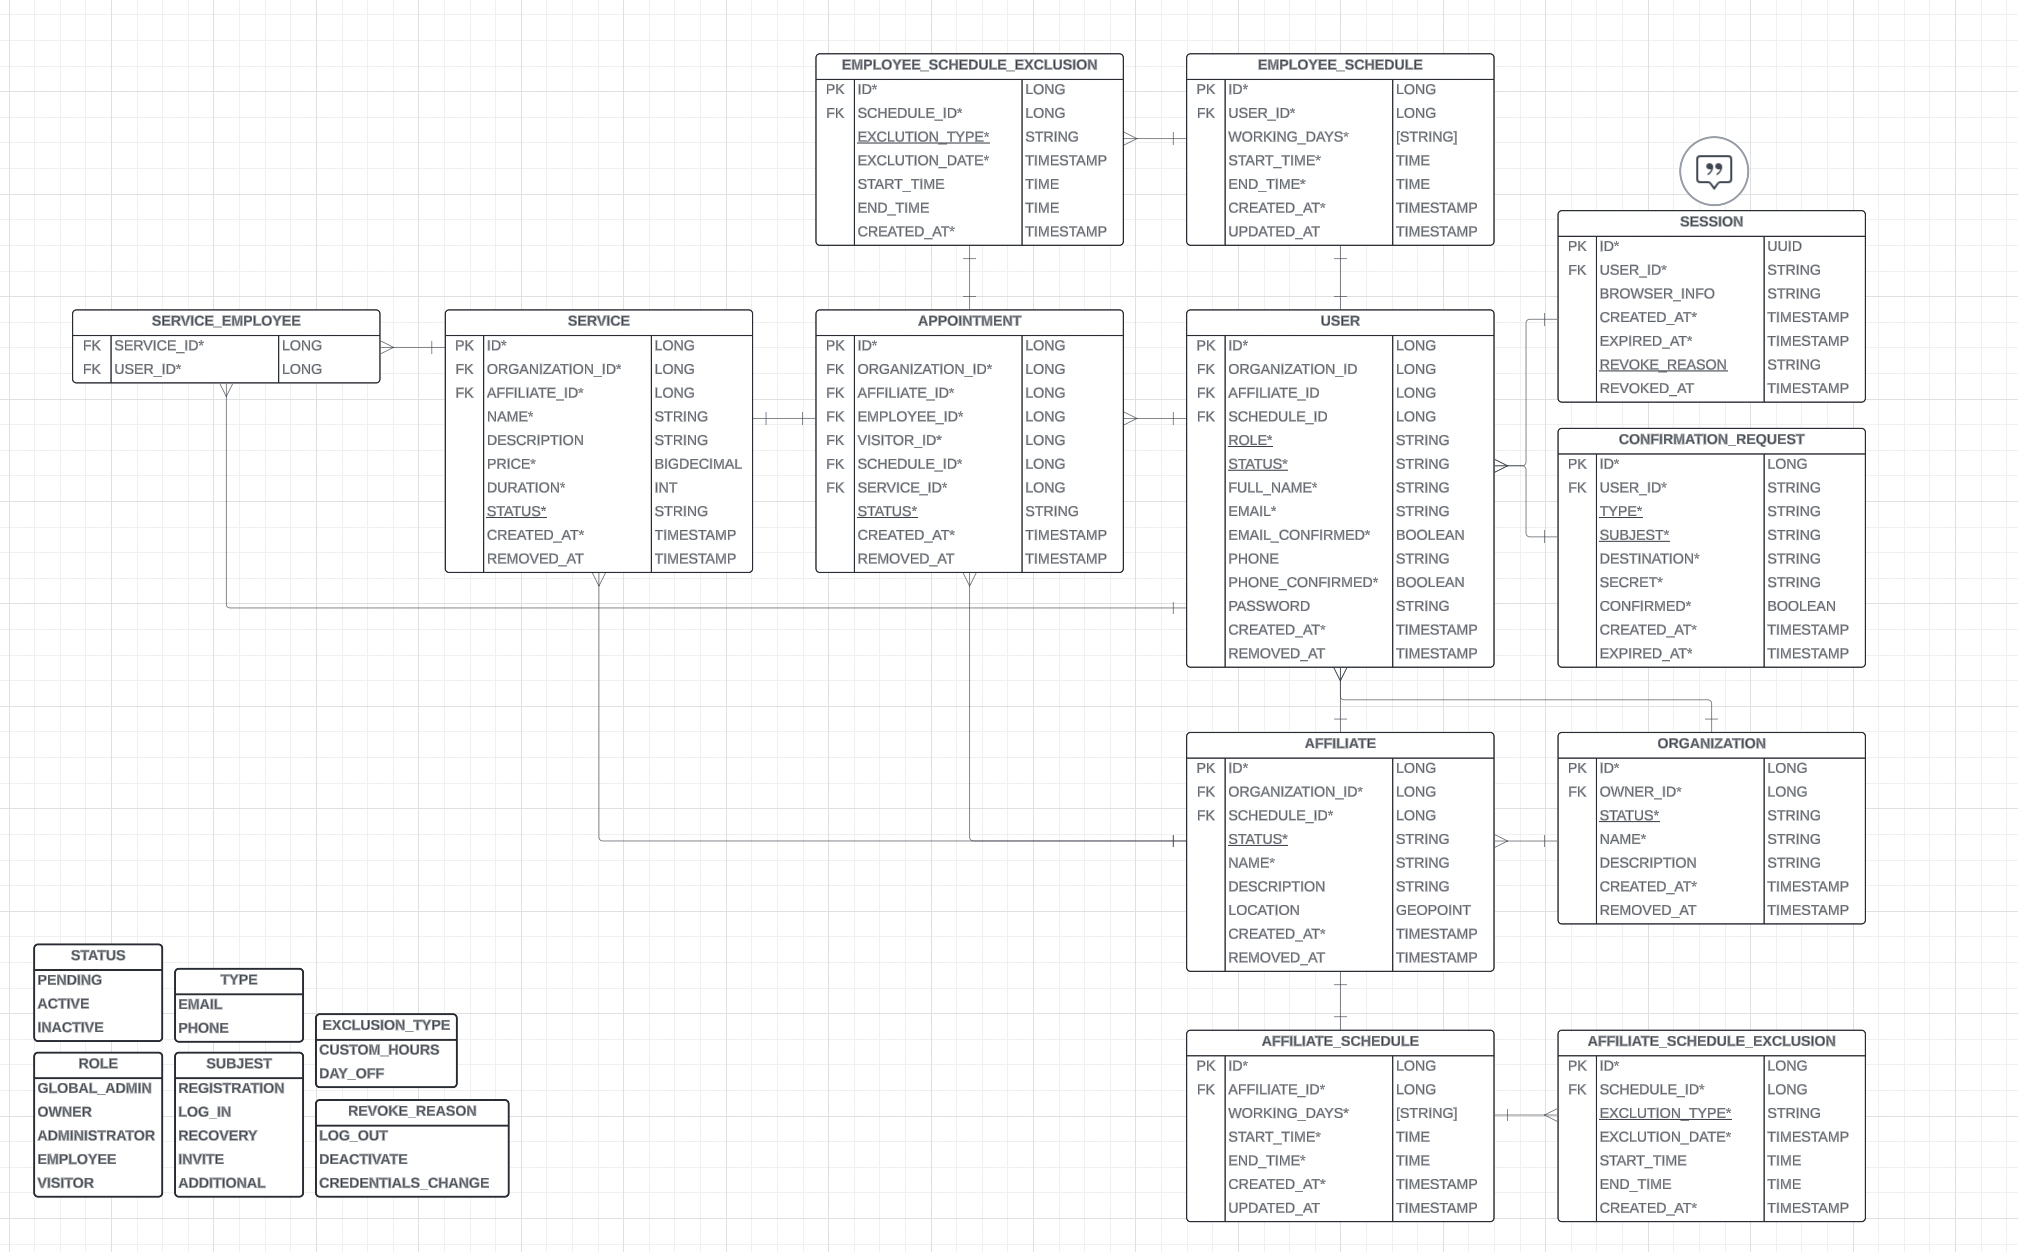 EMPLOYEE_SCHEDULE_EXCLUSION
PK ID* LONG
FK SCHEDULE_ID* LONG
EXCLUTION_TYPE* STRING
EXCLUTION_DATE* TIMESTAMP
START_TIME TIME
END_TIME TIME
CREATED_AT* TIMESTAMP
EMPLOYEE_SCHEDULE
PK ID* LONG
FK USER_ID* LONG
WORKING_DAYS* [STRING]
START_TIME* TIME
END_TIME* TIME
CREATED_AT* TIMESTAMP
UPDATED_AT TIMESTAMP
SESSION
PK ID* UUID
FK USER_ID* STRING
BROWSER_INFO STRING
CREATED_AT* TIMESTAMP
EXPIRED_AT* TIMESTAMP
REVOKE_REASON STRING
REVOKED_AT TIMESTAMP
SERVICE_EMPLOYEE
FK SERVICE_ID* LONG
FK USER_ID* LONG
SERVICE
PK ID* LONG
FK ORGANIZATION_ID* LONG
FK AFFILIATE_ID* LONG
NAME* STRING
DESCRIPTION STRING
PRICE* BIGDECIMAL
DURATION* INT
STATUS* STRING
CREATED_AT* TIMESTAMP
REMOVED_AT TIMESTAMP
APPOINTMENT
PK ID* LONG
FK ORGANIZATION_ID* LONG
FK AFFILIATE_ID* LONG
FK EMPLOYEE_ID* LONG
FK VISITOR_ID* LONG
FK SCHEDULE_ID* LONG
FK SERVICE_ID* LONG
STATUS* STRING
CREATED_AT* TIMESTAMP
REMOVED_AT TIMESTAMP
USER
PK ID* LONG
FK ORGANIZATION_ID LONG
FK AFFILIATE_ID LONG
FK SCHEDULE_ID LONG
ROLE* STRING
STATUS* STRING
FULL_NAME* STRING
EMAIL* STRING
EMAIL_CONFIRMED* BOOLEAN
PHONE STRING
PHONE_CONFIRMED* BOOLEAN
PASSWORD STRING
CREATED_AT* TIMESTAMP
REMOVED_AT TIMESTAMP
CONFIRMATION_REQUEST
PK ID* LONG
FK USER_ID* STRING
TYPE* STRING
SUBJEST* STRING
DESTINATION* STRING
SECRET* STRING
CONFIRMED* BOOLEAN
CREATED_AT* TIMESTAMP
EXPIRED_AT* TIMESTAMP
AFFILIATE
PK ID* LONG
FK ORGANIZATION_ID* LONG
FK SCHEDULE_ID* LONG
STATUS* STRING
NAME* STRING
DESCRIPTION STRING
LOCATION GEOPOINT
CREATED_AT* TIMESTAMP
REMOVED_AT TIMESTAMP
ORGANIZATION
PK ID* LONG
FK OWNER_ID* LONG
STATUS* STRING
NAME* STRING
DESCRIPTION STRING
CREATED_AT* TIMESTAMP
REMOVED_AT TIMESTAMP
STATUS
PENDING
ACTIVE
INACTIVE
TYPE
EMAIL
PHONE
EXCLUSION_TYPE
CUSTOM_HOURS
DAY_OFF
ROLE
GLOBAL_ADMIN
OWNER
ADMINISTRATOR
EMPLOYEE
VISITOR
SUBJEST
REGISTRATION
LOG_IN
RECOVERY
INVITE
ADDITIONAL
REVOKE_REASON
LOG_OUT
DEACTIVATE
CREDENTIALS_CHANGE
AFFILIATE_SCHEDULE
PK ID* LONG
FK AFFILIATE_ID* LONG
WORKING_DAYS* [STRING]
START_TIME* TIME
END_TIME* TIME
CREATED_AT* TIMESTAMP
UPDATED_AT TIMESTAMP
AFFILIATE_SCHEDULE_EXCLUSION
PK ID* LONG
FK SCHEDULE_ID* LONG
EXCLUTION_TYPE* STRING
EXCLUTION_DATE* TIMESTAMP
START_TIME TIME
END_TIME TIME
CREATED_AT* TIMESTAMP